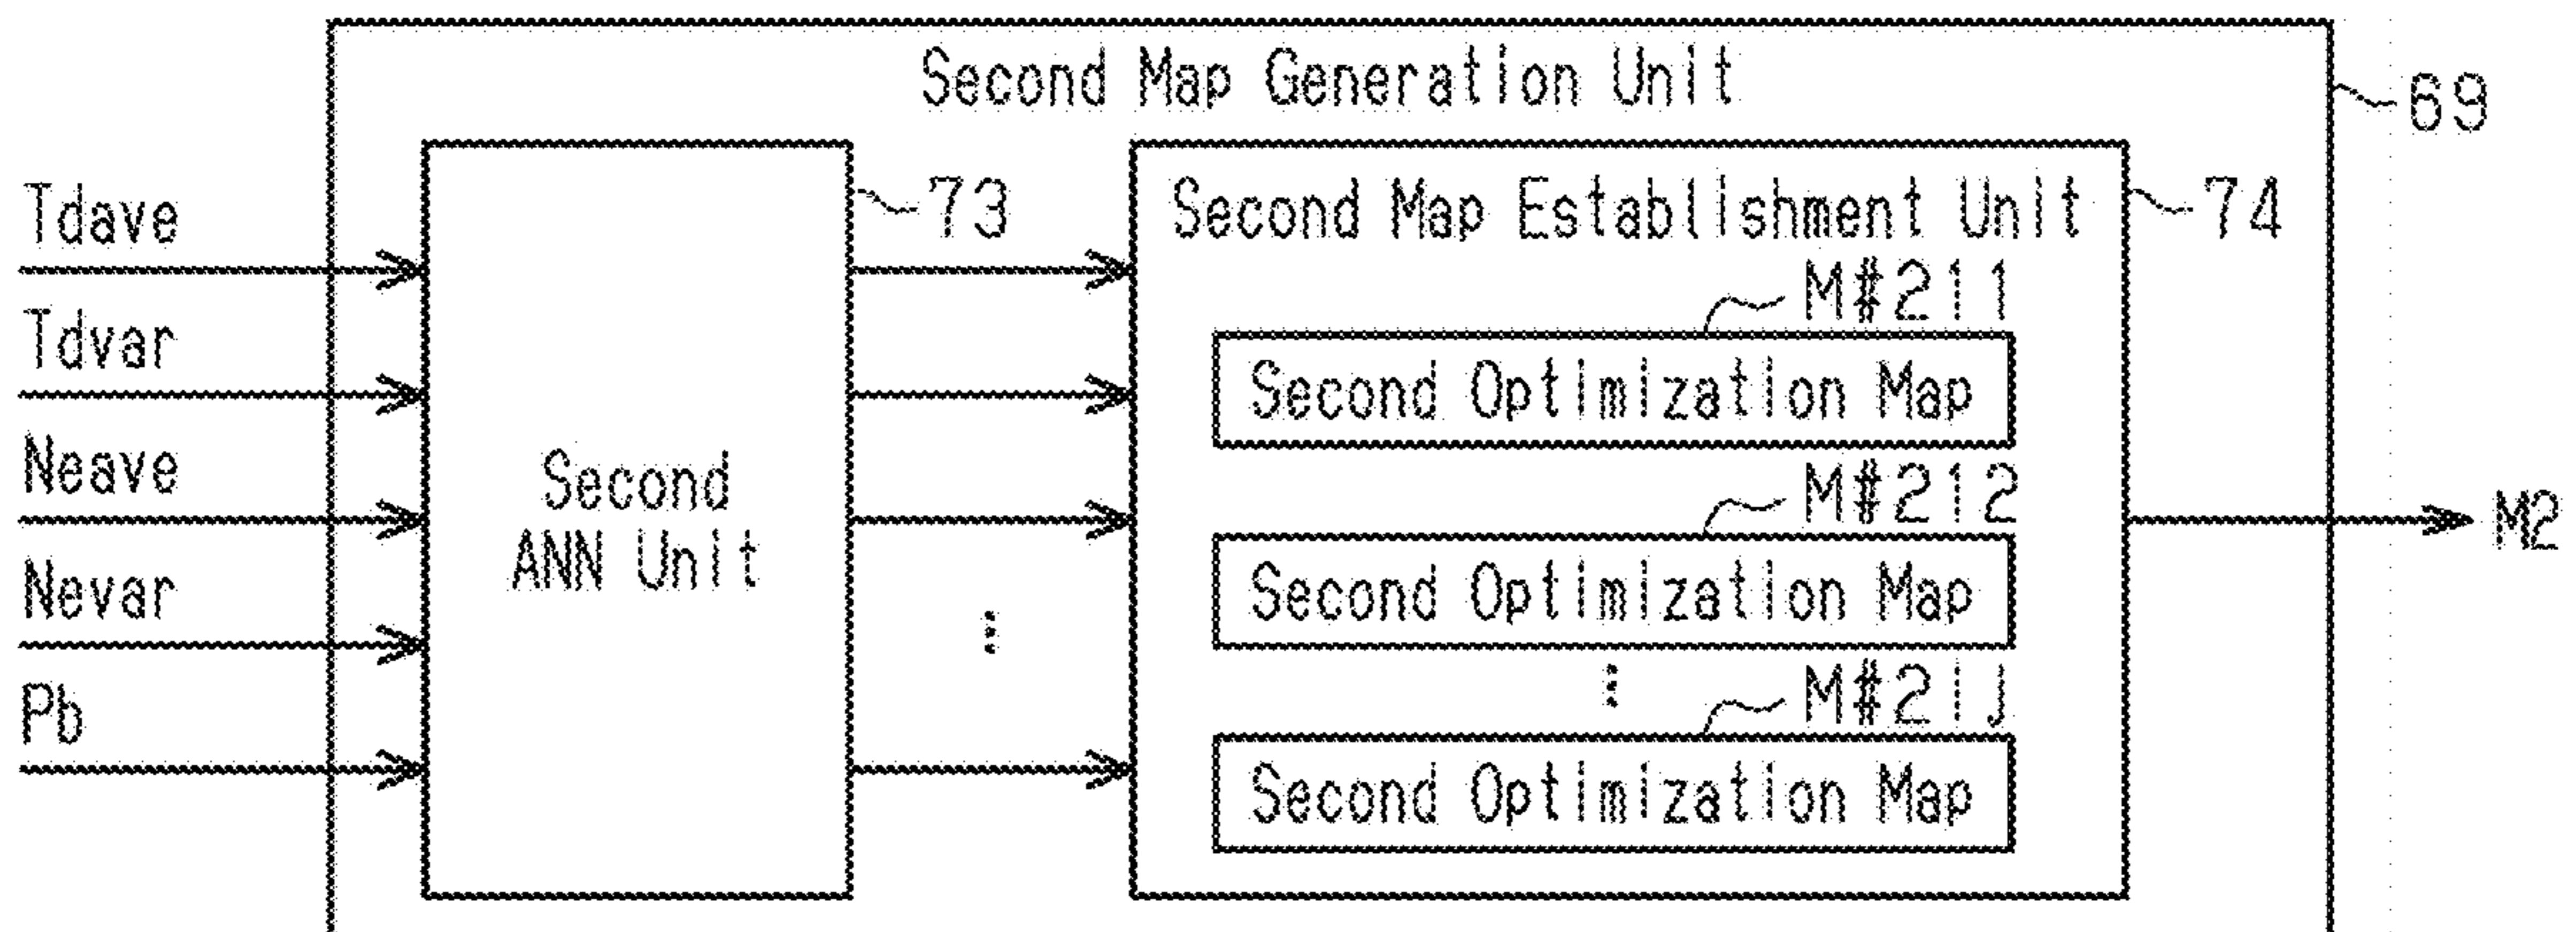 Second Map Generation Unit
69
Tdave
Tdvar
Neave
Nevar
Pb
73
Second
ANN Unit
Second Map Establishment Unit
74
M#211
Second Optimization Map
M#212
Second Optimization Map
M#21j
Second Optimization Map
M2